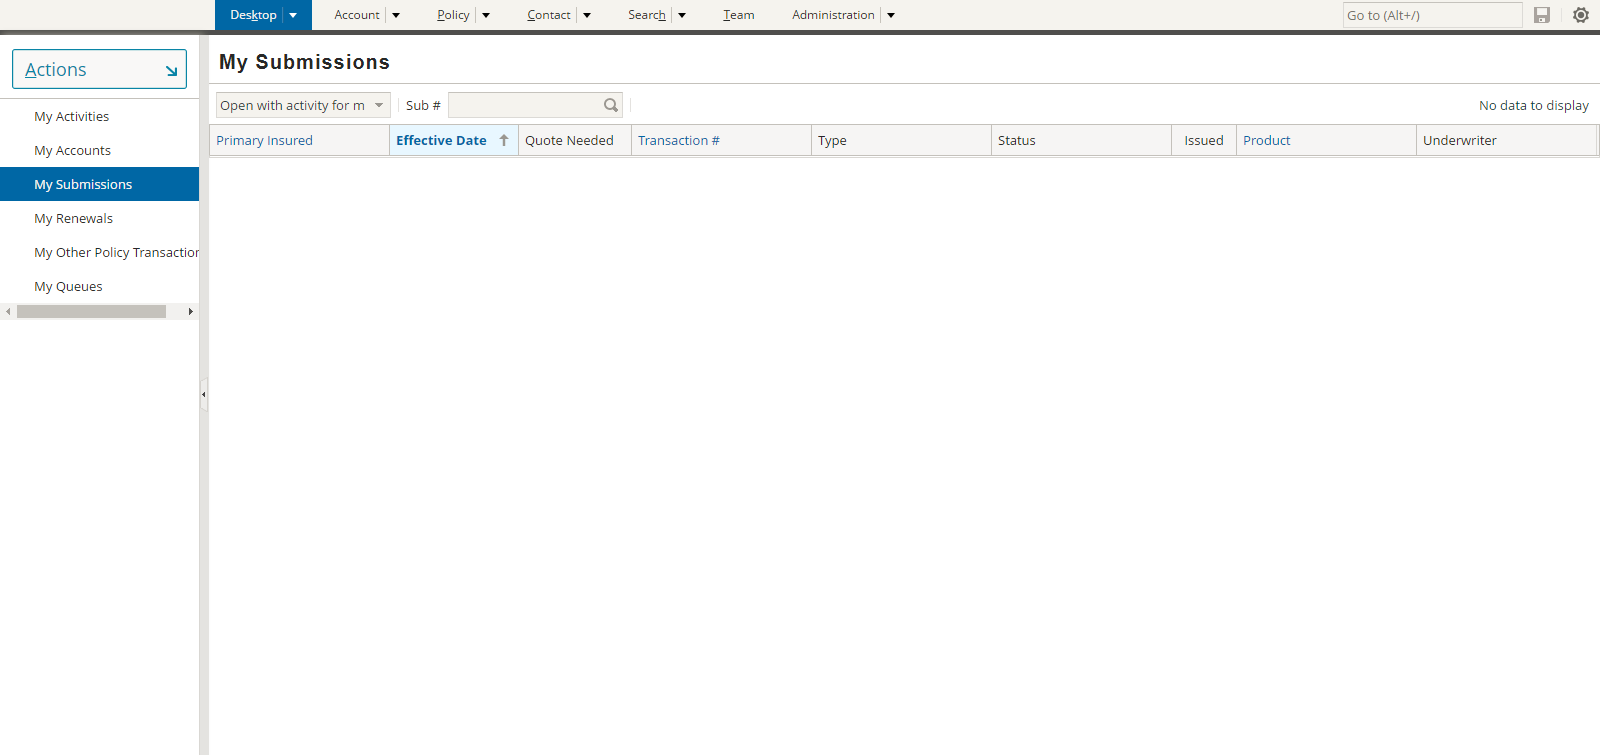 Desktop Account Policy Contact Search Team Administration Go to (Alt+/)
Actions
My Activities
My Accounts
My Submissions
My Renewals
My Other Policy Transaction
My Queues
My Submissions
Open with activity for m Sub # No data to display
Primary Insured Effective Date Quote Needed Transaction # Type Status Issued Product Underwriter